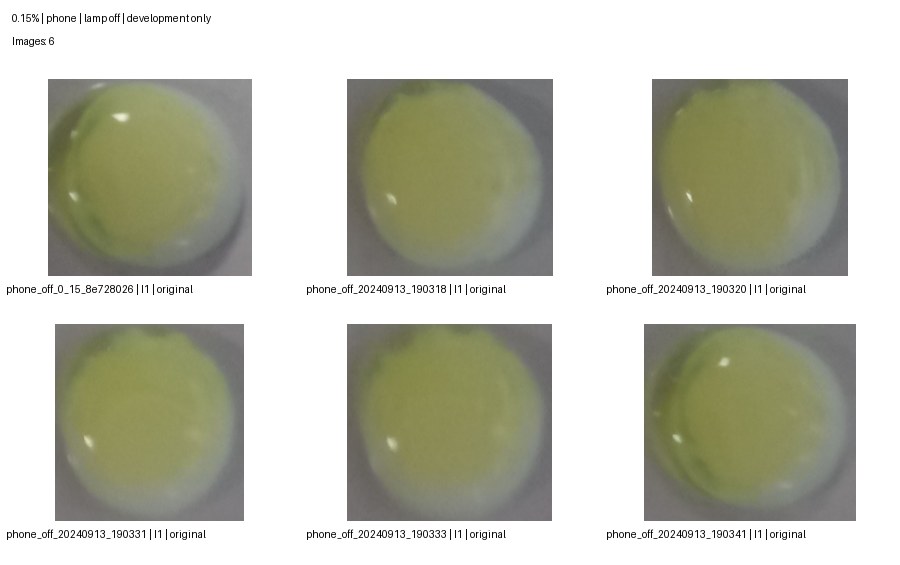 0.15% | phone | lamp off | development only
Images: 6
phone_off_0_15_8e728026 | l1 | original
phone_off_20240913_190318 | l1 | original
phone_off_20240913_190320 | l1 | original
phone_off_20240913_190331 | l1 | original
phone_off_20240913_190333 | l1 | original
phone_off_20240913_190341 | l1 | original